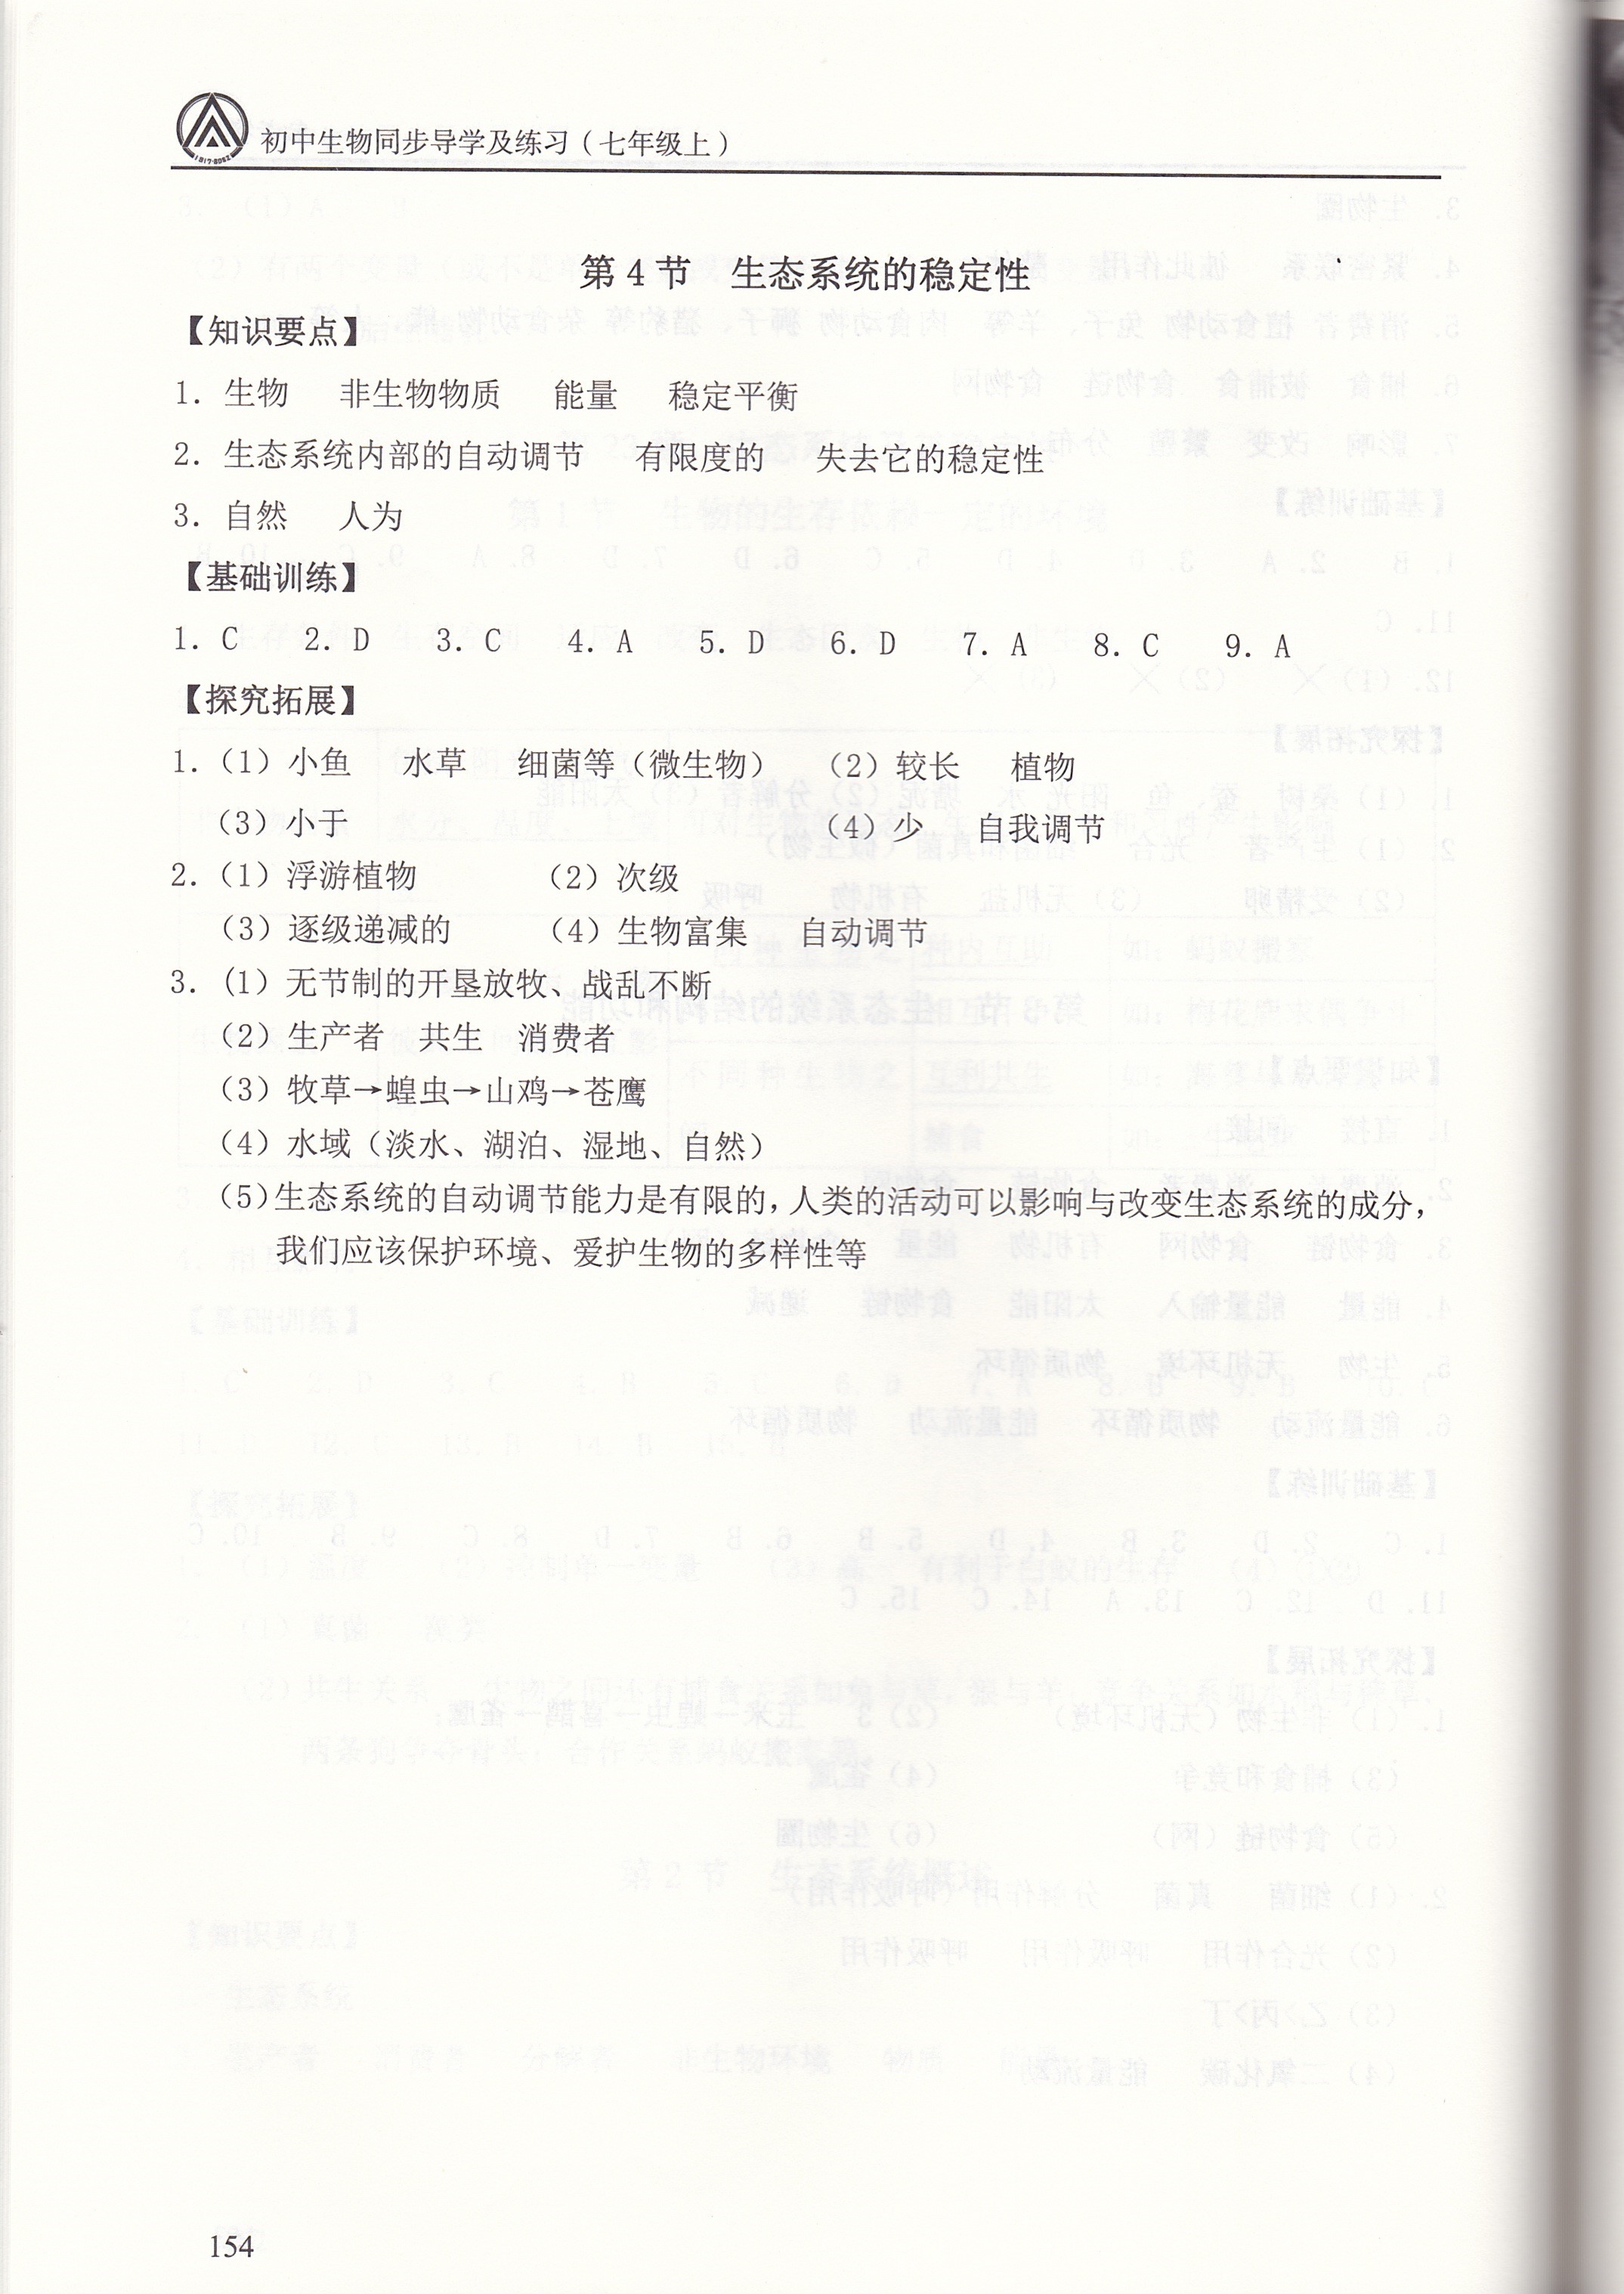 初中生物同步导学及练习(七年级上)
第4节 生态系统的稳定性
【知识要点】
1. 生物 非生物物质 能量 稳定平衡
2. 生态系统内部的自动调节 有限度的 失去它的稳定性
3. 自然 人为
【基础训练】
1. C 2. D 3. C 4. A 5. D 6. D 7. A 8. C 9. A
【探究拓展】
1.(1)小鱼 水草 细菌等(微生物) (2)较长 植物
(3)小于 (4)少 自我调节
2.(1)浮游植物 (2)次级
(3)逐级递减的 (4)生物富集 自动调节
3.(1)无节制的开垦放牧、战乱不断
(2)生产者 共生 消费者
(3)牧草→蝗虫→山鸡→苍鹰
(4)水域(淡水、湖泊、湿地、自然)
(5)生态系统的自动调节能力是有限的,人类的活动可以影响与改变生态系统的成分,
我们应该保护环境、爱护生物的多样性等
154